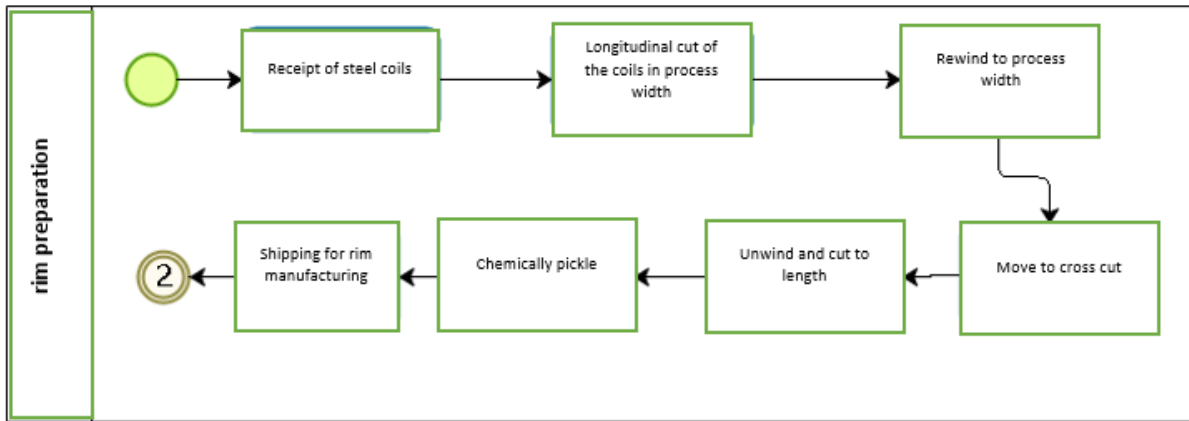 rim preparation
Receipt of steel coils
Longitudinal cut of
the coils in process
width
Rewind to process
width
Move to cross cut
Unwind and cut to
length
Chemically pickle
Shipping for rim
manufacturing
2